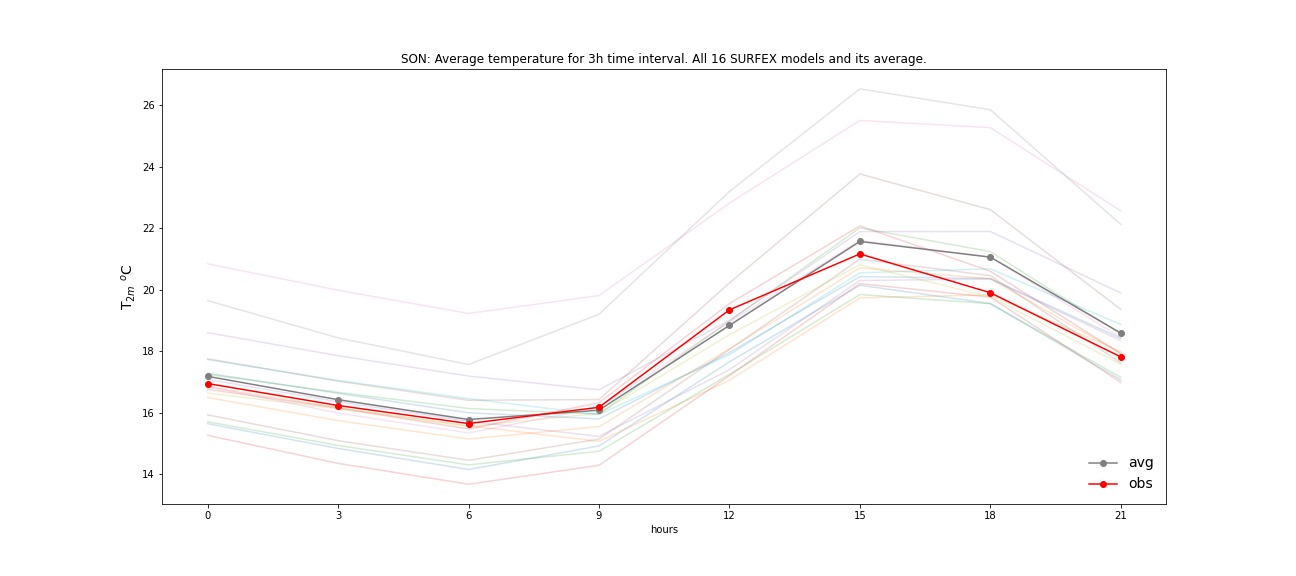 SON: Average temperature for 3h time interval. All 16 SURFEX models and its average.
T2m °C
26
24
22
20
18
16
14
0 3 6 9 12 15 18 21
hours
avg
obs